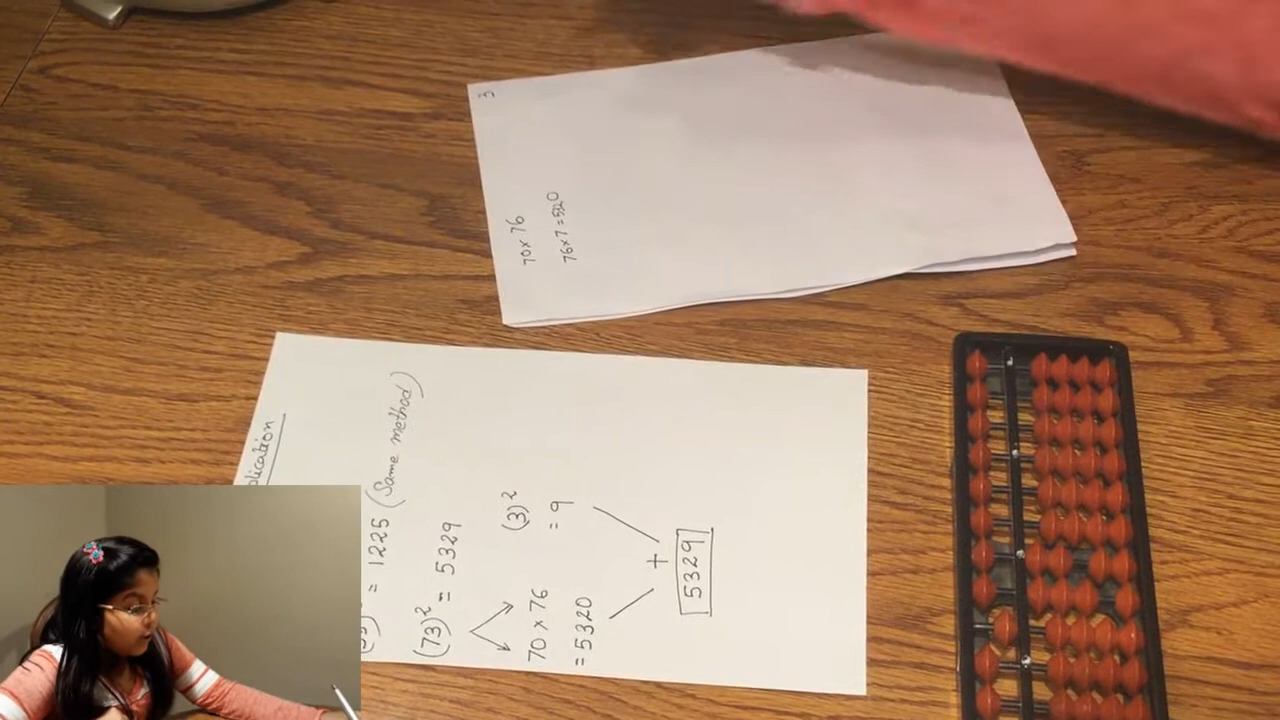 plication
= 1225 (Same method)
(73)² = 5329
70 × 76
(3)²
= 5320
= 9
+
5329
70 × 76
76 × 7 = 5320